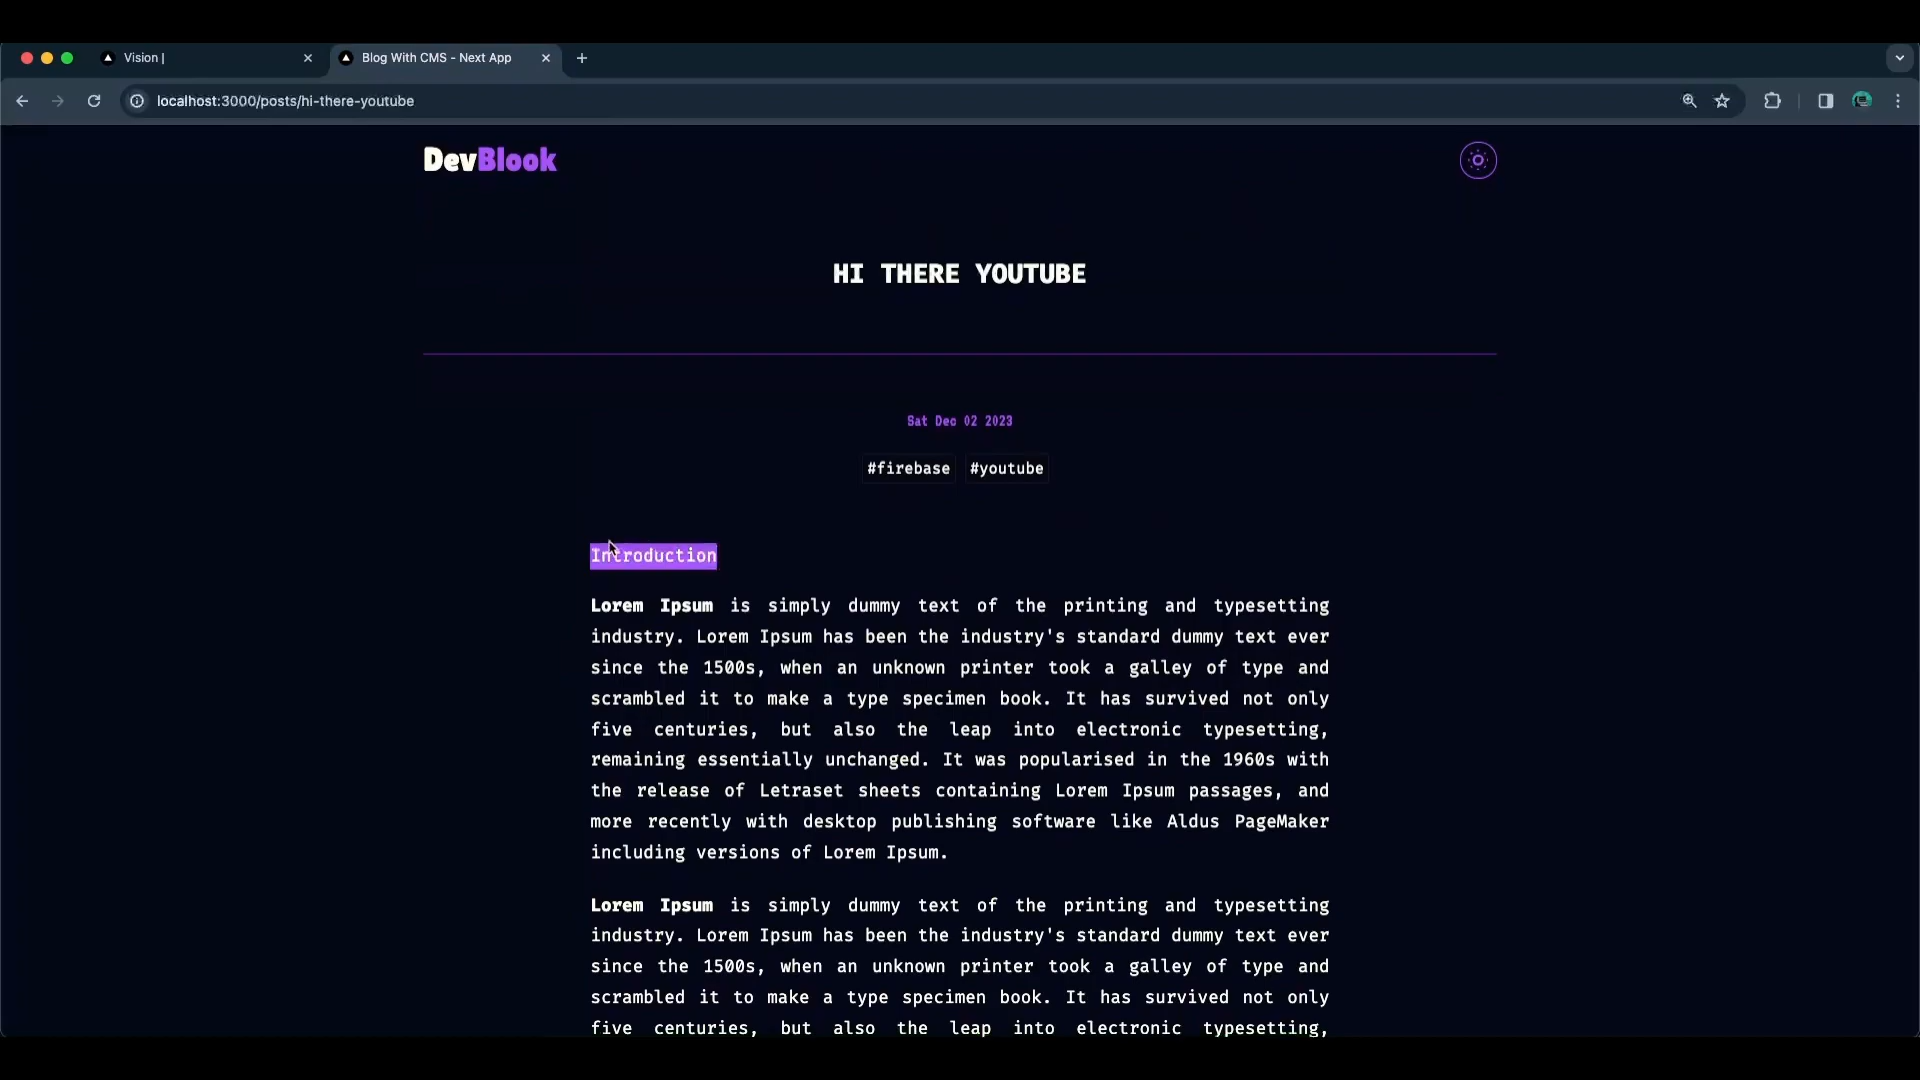 Vision |
Blog With CMS - Next App
localhost:3000/posts/hi-there-youtube
DevBlook
HI THERE YOUTUBE
Sat Dec 02 2023
#firebase #youtube
Introduction
Lorem Ipsum is simply dummy text of the printing and typesetting
industry. Lorem Ipsum has been the industry's standard dummy text ever
since the 1500s, when an unknown printer took a galley of type and
scrambled it to make a type specimen book. It has survived not only
five centuries, but also the leap into electronic typesetting,
remaining essentially unchanged. It was popularised in the 1960s with
the release of Letraset sheets containing Lorem Ipsum passages, and
more recently with desktop publishing software like Aldus PageMaker
including versions of Lorem Ipsum.
Lorem Ipsum is simply dummy text of the printing and typesetting
industry. Lorem Ipsum has been the industry's standard dummy text ever
since the 1500s, when an unknown printer took a galley of type and
scrambled it to make a type specimen book. It has survived not only
five centuries, but also the leap into electronic typesetting,